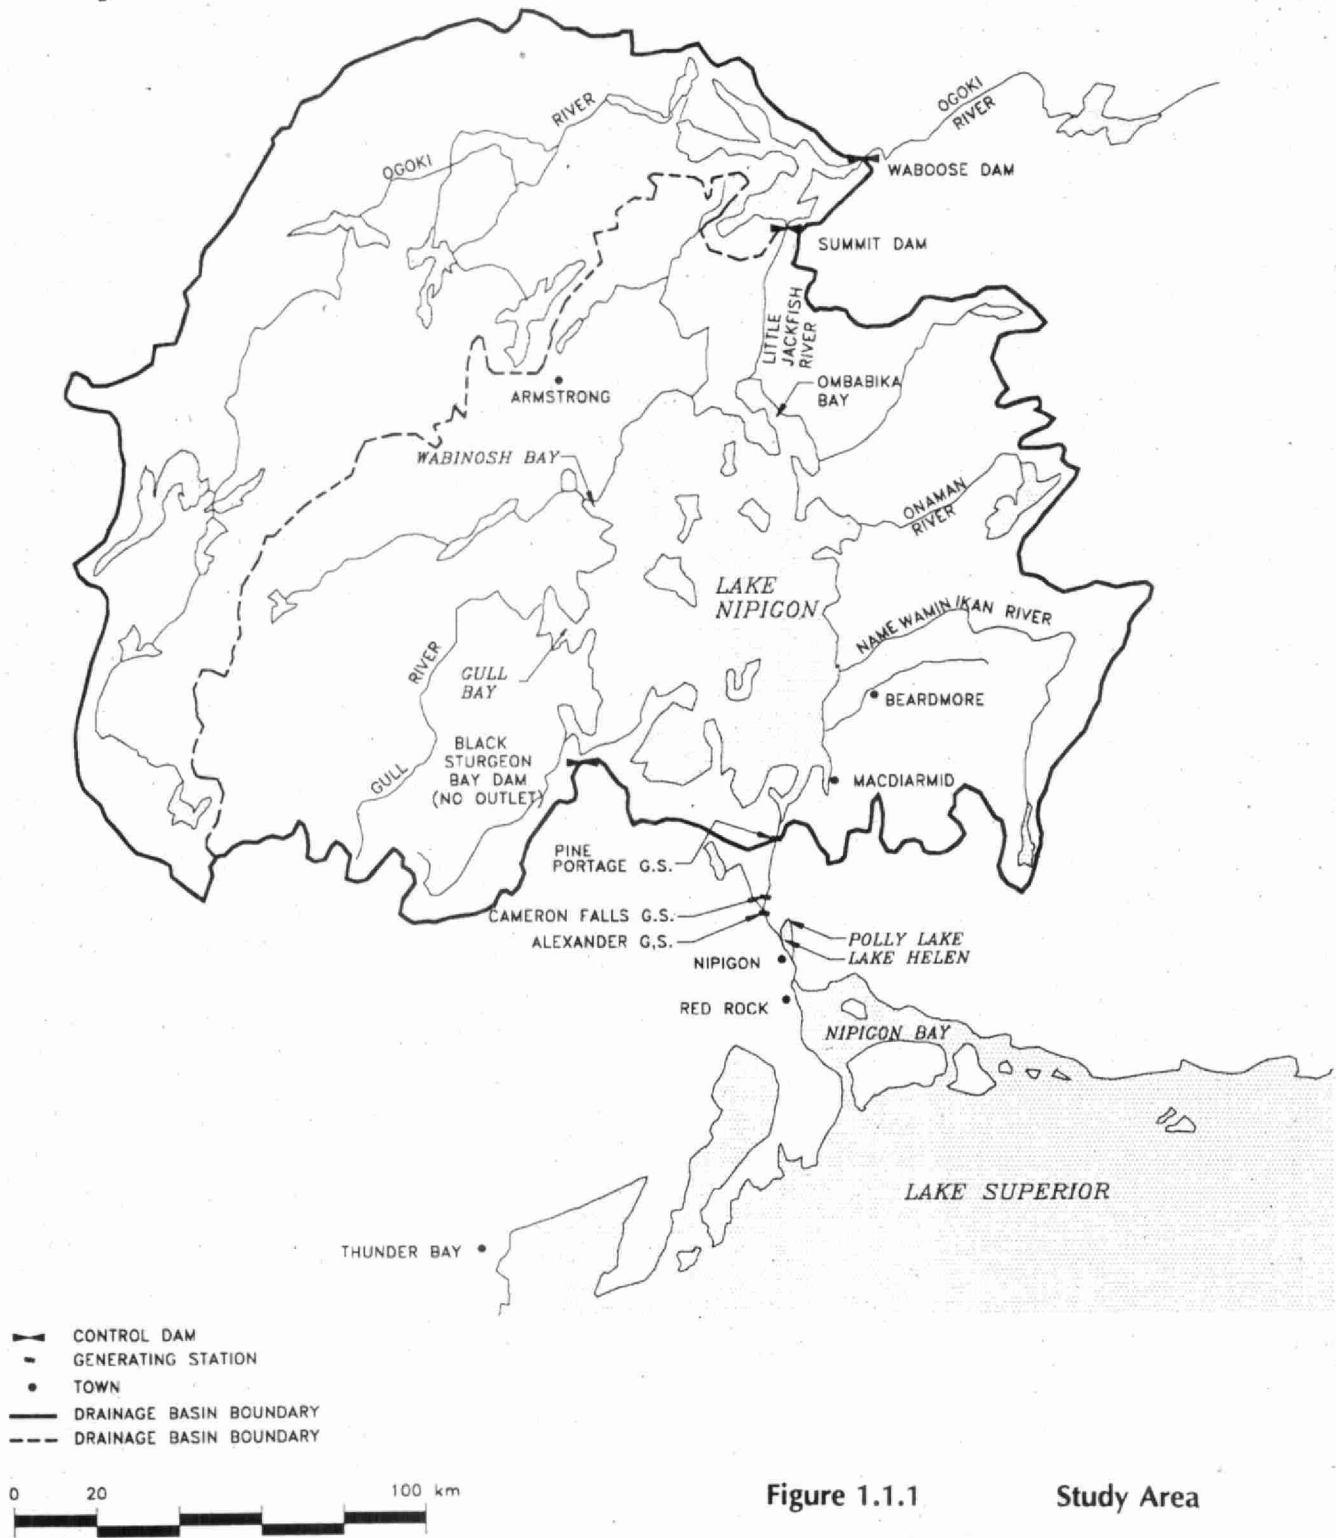 OGOKI
RIVER
OGOKI
RIVER
WABOOSE DAM
SUMMIT DAM
LITTLE
JACKFISH
RIVER
OMBABIKA
BAY
ARMSTRONG
WABINOSH BAY
ONAMAN
RIVER
LAKE
NIPIGON
NAMEWAMINIKAN RIVER
GULL
RIVER
GULL
BAY
BEARDMORE
BLACK
STURGEON
BAY DAM
(NO OUTLET)
MACDIARMID
PINE
PORTAGE G.S.
CAMERON FALLS G.S.
ALEXANDER G.S.
POLLY LAKE
LAKE HELEN
NIPIGON
RED ROCK
NIPIGON BAY
LAKE SUPERIOR
THUNDER BAY
CONTROL DAM
GENERATING STATION
TOWN
DRAINAGE BASIN BOUNDARY
DRAINAGE BASIN BOUNDARY
0 20 100 km
Figure 1.1.1 Study Area